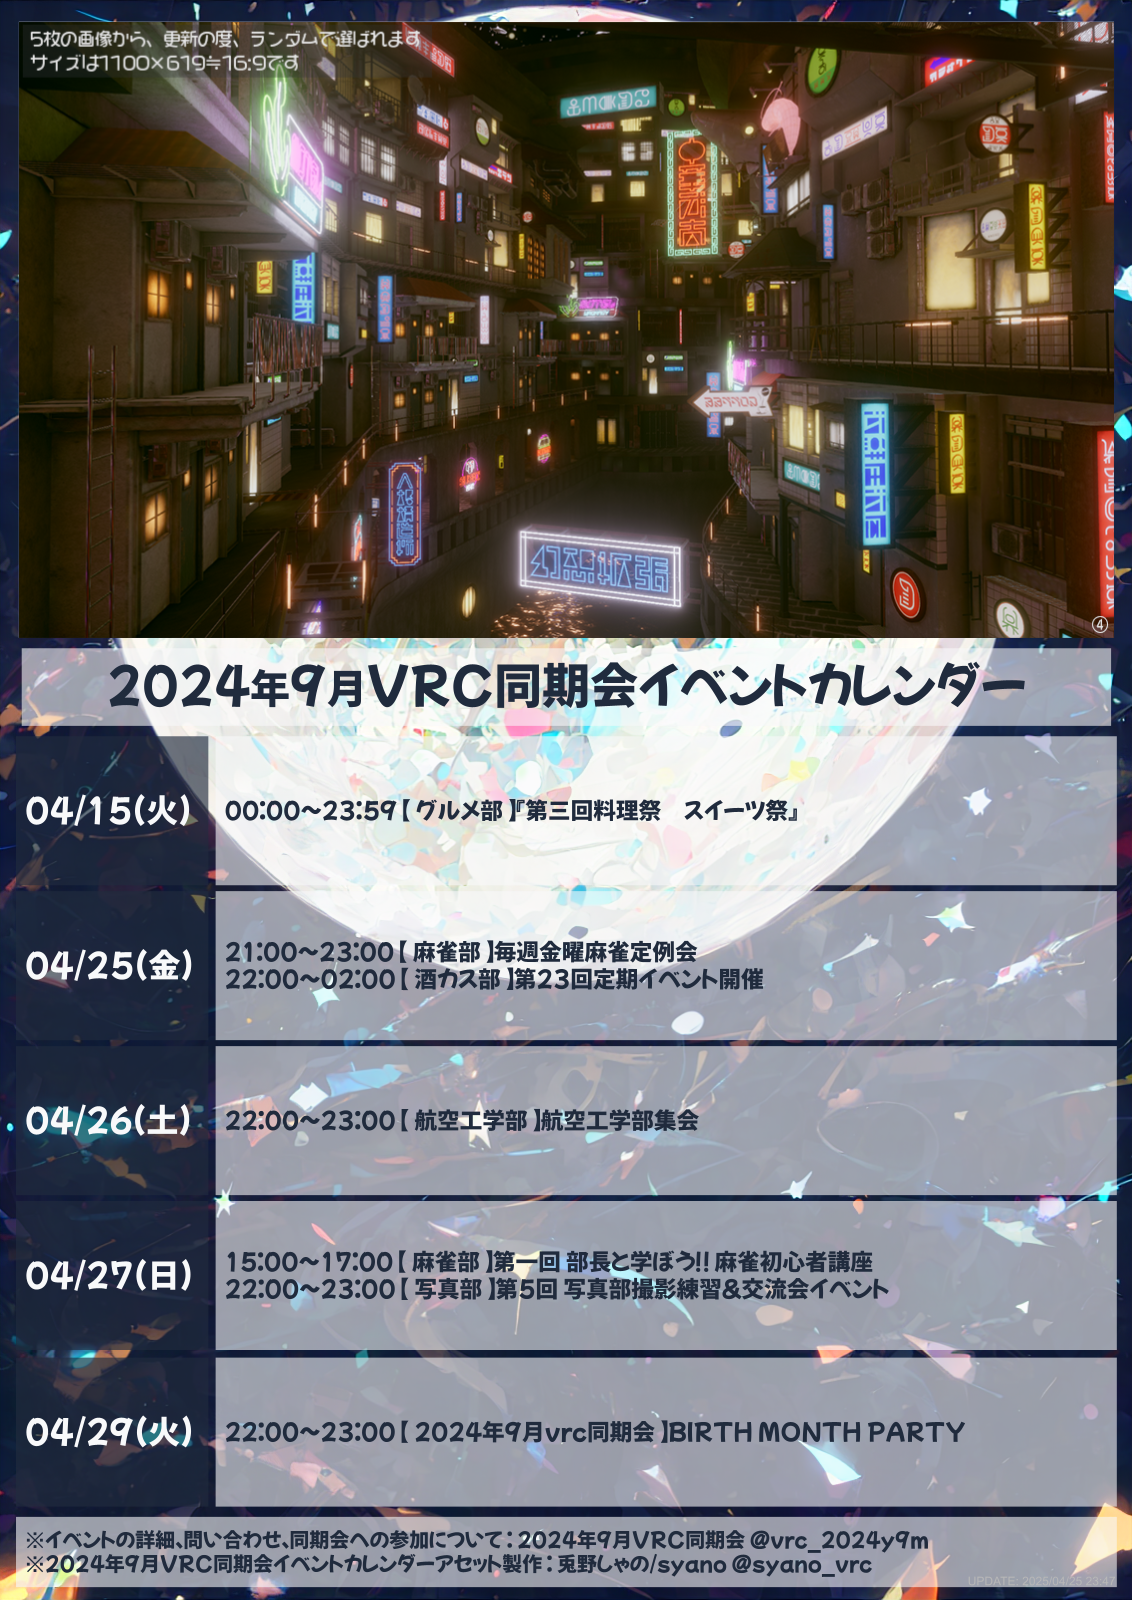 5枚の画像から、更新の度、ランダムで選ばれます
サイズは1100×619≒16:9です
幻想拡張
④
2024年9月VRC同期会イベントカレンダー
04/15(火)
00:00～23:59【 グルメ部 】『第三回料理祭　スイーツ祭』
04/25(金)
21:00～23:00【 麻雀部 】毎週金曜麻雀定例会
22:00～02:00【 酒カス部 】第23回定期イベント開催
04/26(土)
22:00～23:00【 航空工学部 】航空工学部集会
04/27(日)
15:00～17:00【 麻雀部 】第一回 部長と学ぼう!! 麻雀初心者講座
22:00～23:00【 写真部 】第5回 写真部撮影練習&交流会イベント
04/29(火)
22:00～23:00【 2024年9月vrc同期会 】BIRTH MONTH PARTY
※イベントの詳細、問い合わせ、同期会への参加について：2024年9月VRC同期会 @vrc_2024y9m
※2024年9月VRC同期会イベントカレンダーアセット製作：兎野しゃの/syano @syano_vrc
UPDATE: 2025/04/25 23:47